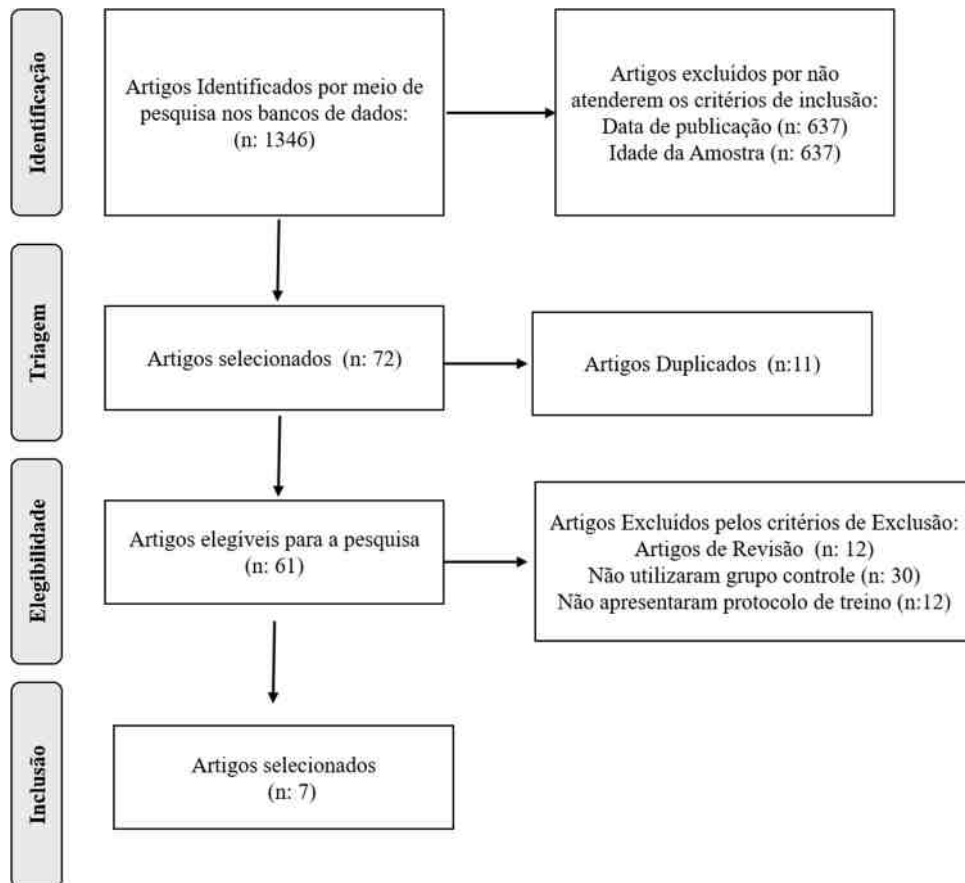 Identificação
Artigos Identificados por meio de
pesquisa nos bancos de dados:
(n: 1346)
Artigos excluídos por não
atenderem os critérios de inclusão:
Data de publicação (n: 637)
Idade da Amostra (n: 637)
Triagem
Artigos selecionados (n: 72)
Artigos Duplicados (n:11)
Elegibilidade
Artigos elegíveis para a pesquisa
(n: 61)
Artigos Excluídos pelos critérios de Exclusão:
Artigos de Revisão (n: 12)
Não utilizaram grupo controle (n: 30)
Não apresentaram protocolo de treino (n:12)
Inclusão
Artigos selecionados
(n: 7)